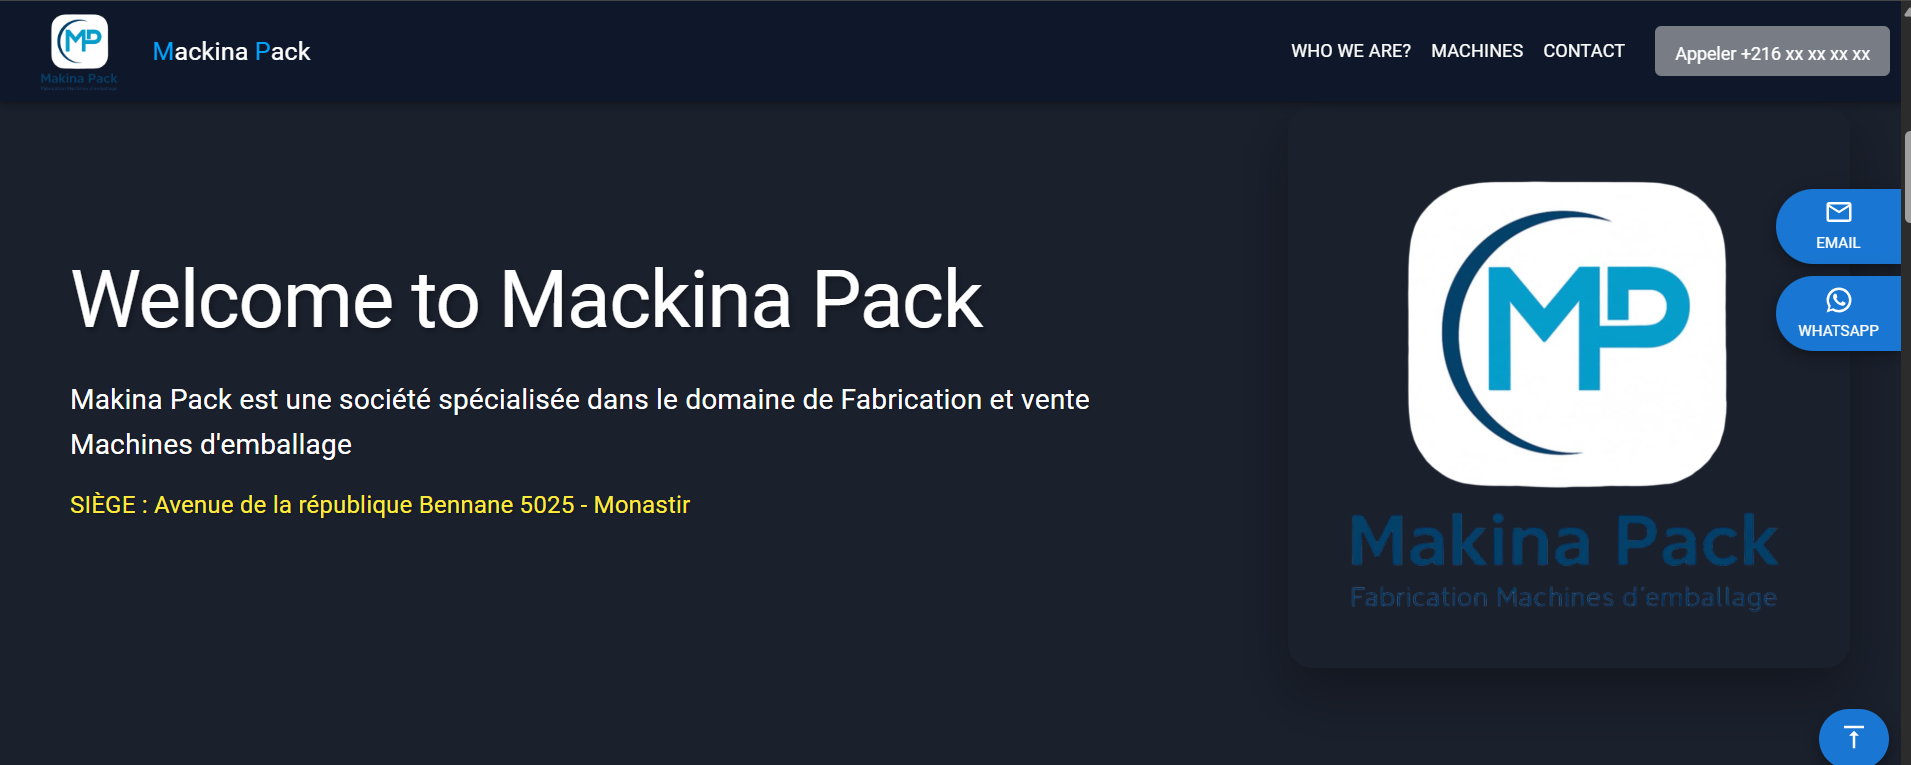 MP
Makina Pack
Mackina Pack
WHO WE ARE? MACHINES CONTACT Appeler +216 xx xx xx xx
Welcome to Mackina Pack
Makina Pack est une société spécialisée dans le domaine de Fabrication et vente
Machines d'emballage
SIÈGE : Avenue de la république Bennane 5025 - Monastir
MP
Makina Pack
Fabrication Machines d'emballage
EMAIL
WHATSAPP